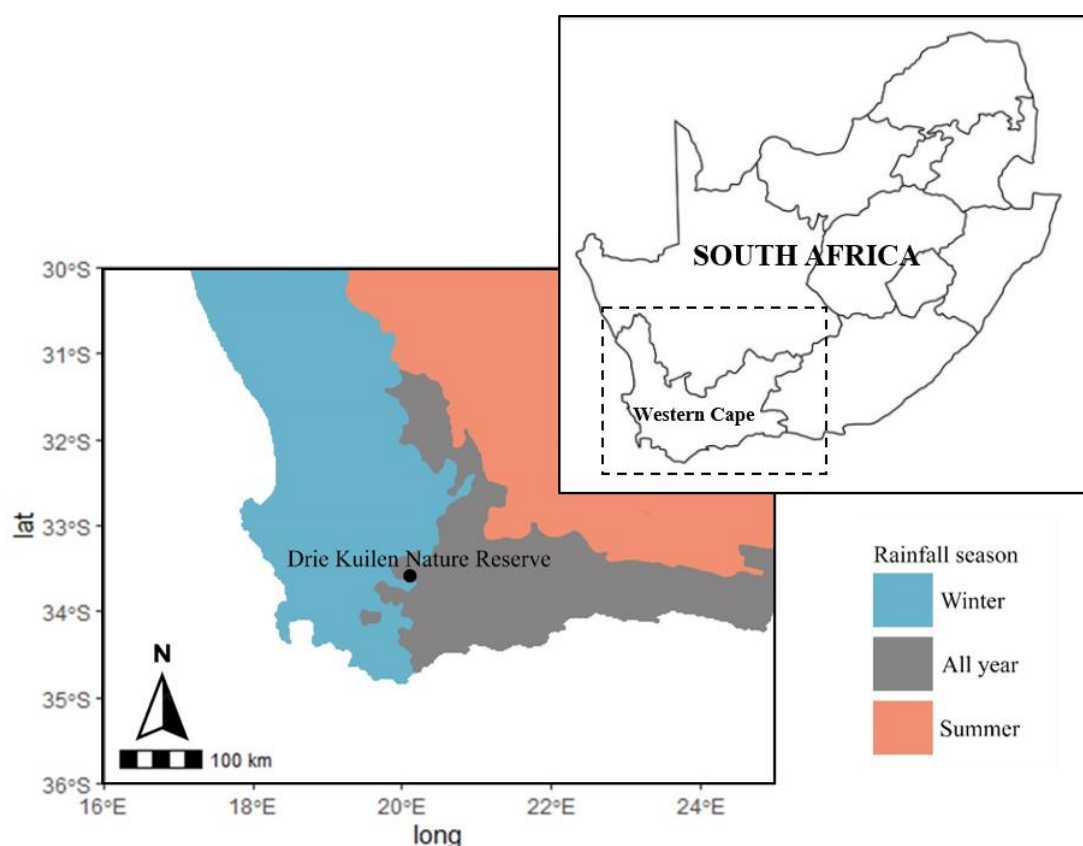 SOUTH AFRICA
Western Cape
30°S
31°S
32°S
33°S
34°S
35°S
36°S
lat
Drie Kuilen Nature Reserve
N
100 km
16°E
18°E
20°E
22°E
24°E
long
Rainfall season
Winter
All year
Summer